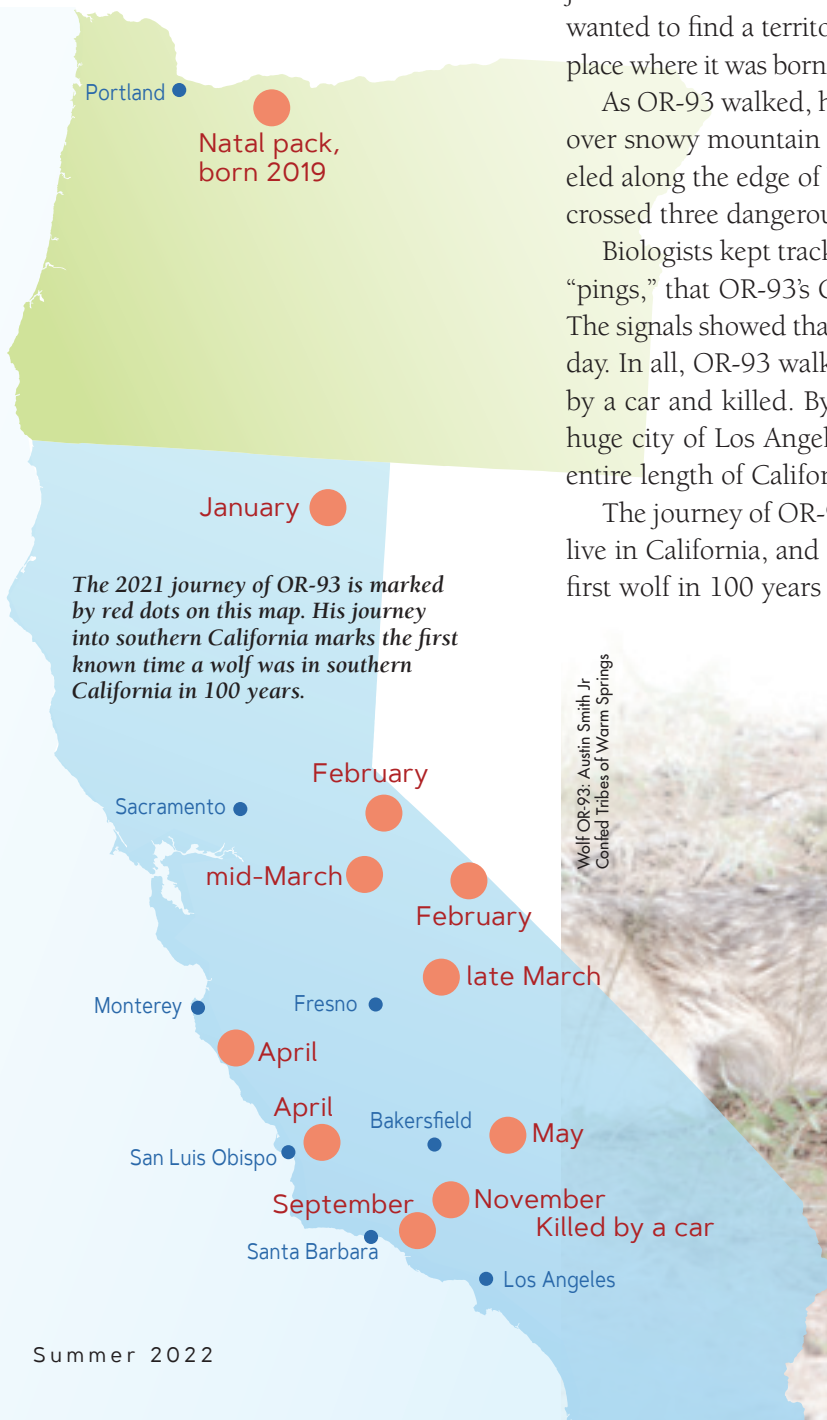 wanted to find a territo
place where it was born
As OR-93 walked, h
over snowy mountain
eled along the edge of
crossed three dangerou
Biologists kept track
“pings,” that OR-93’s
The signals showed tha
day. In all, OR-93 walk
by a car and killed. By
huge city of Los Angel
entire length of Califor
The journey of OR-9
live in California, and
first wolf in 100 years
Portland
Natal pack,
born 2019
January
The 2021 journey of OR-93 is marked
by red dots on this map. His journey
into southern California marks the first
known time a wolf was in southern
California in 100 years.
Wolf OR-93: Austin Smith Jr
Confed Tribes of Warm Springs
February
Sacramento
mid-March
February
late March
Monterey
Fresno
April
April
Bakersfield
May
San Luis Obispo
September
November
Killed by a car
Santa Barbara
Los Angeles
Summer 2022